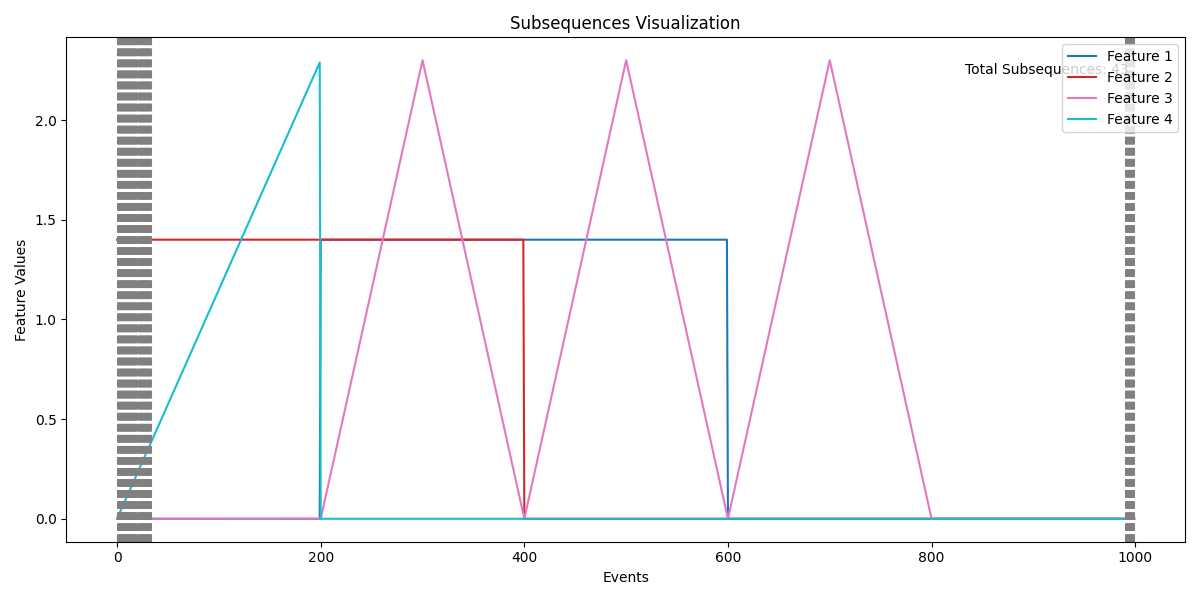 Subsequences Visualization
Total Subsequences: 43
Feature 1
Feature 2
Feature 3
Feature 4
Feature Values
2.0
1.5
1.0
0.5
0.0
0 200 400 600 800 1000
Events